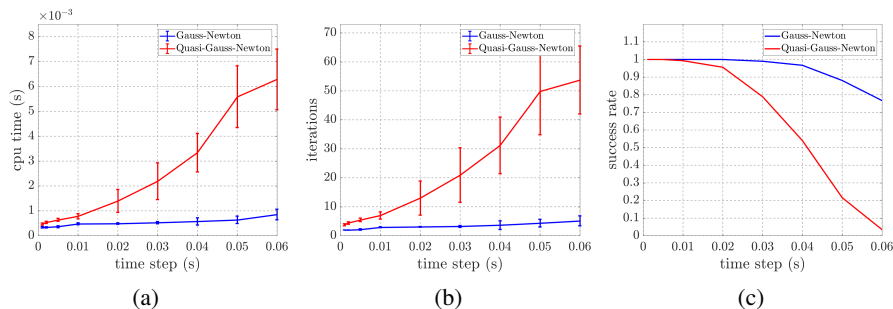 ×10⁻³
8
7
6
5
4
3
2
1
0
0 0.01 0.02 0.03 0.04 0.05 0.06
cpu time (s)
time step (s)
Gauss-Newton
Quasi-Gauss-Newton
(a)
70
60
50
40
30
20
10
0
0 0.01 0.02 0.03 0.04 0.05 0.06
iterations
time step (s)
Gauss-Newton
Quasi-Gauss-Newton
(b)
1.1
1
0.9
0.8
0.7
0.6
0.5
0.4
0.3
0.2
0.1
0
0 0.01 0.02 0.03 0.04 0.05 0.06
success rate
time step (s)
Gauss-Newton
Quasi-Gauss-Newton
(c)